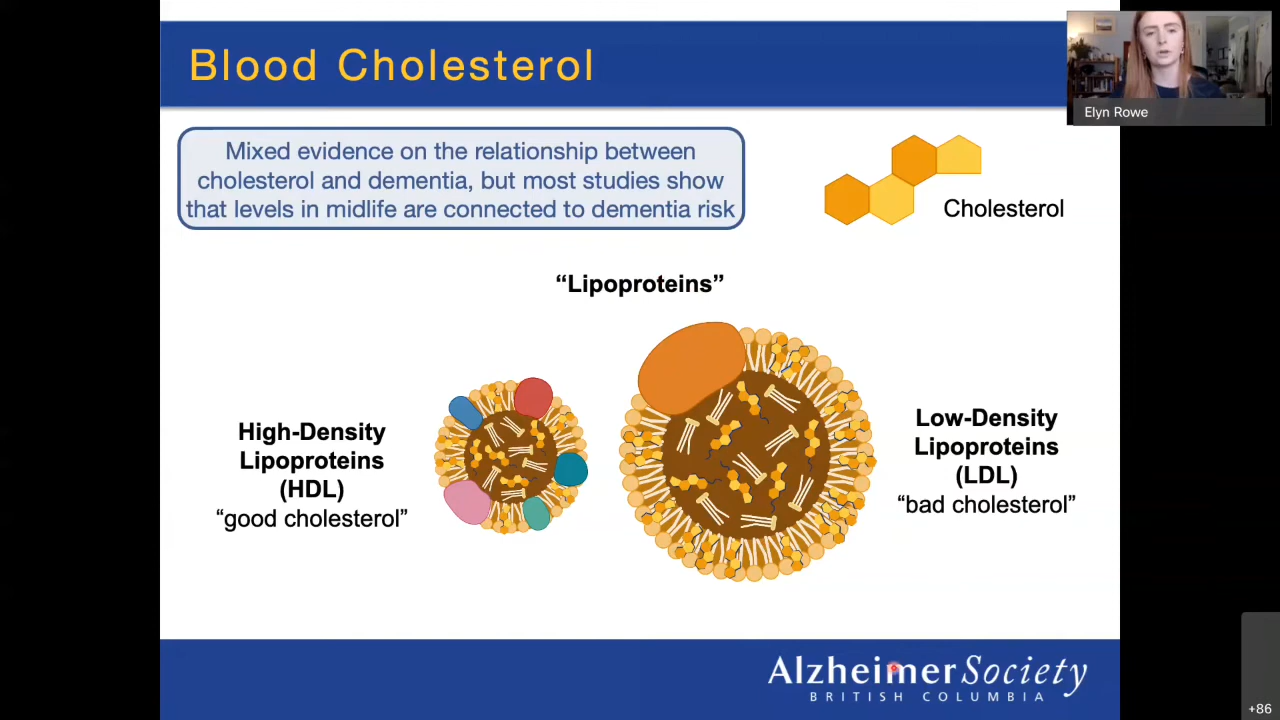 Blood Cholesterol
Elyn Rowe
Mixed evidence on the relationship between
cholesterol and dementia, but most studies show
that levels in midlife are connected to dementia risk
Cholesterol
“Lipoproteins”
High-Density
Lipoproteins
(HDL)
“good cholesterol”
Low-Density
Lipoproteins
(LDL)
“bad cholesterol”
AlzheimerSociety
BRITISH COLUMBIA
+86